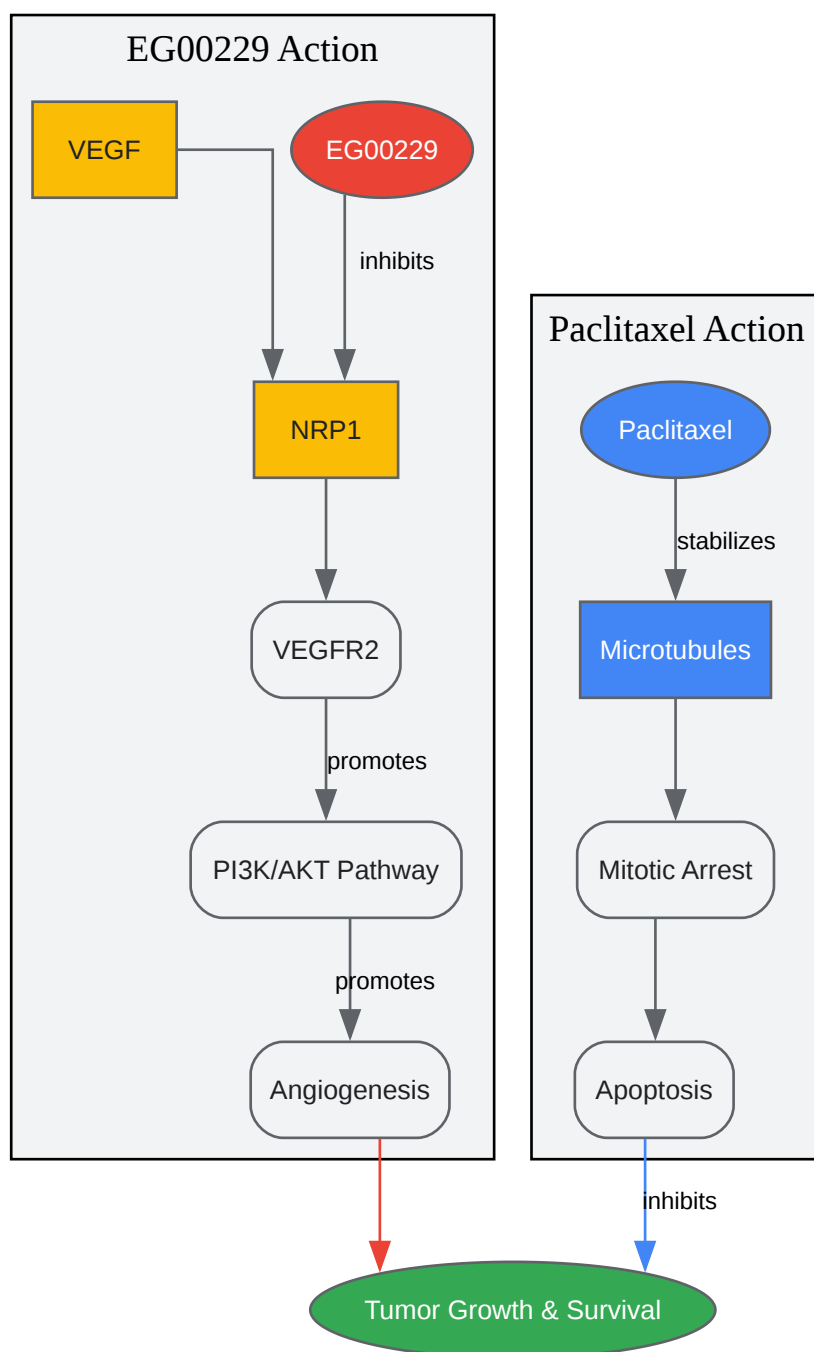 EG00229 Action
VEGF
EG00229
inhibits
NRP1
VEGFR2
promotes
PI3K/AKT Pathway
promotes
Angiogenesis
Paclitaxel Action
Paclitaxel
stabilizes
Microtubules
Mitotic Arrest
Apoptosis
inhibits
Tumor Growth & Survival